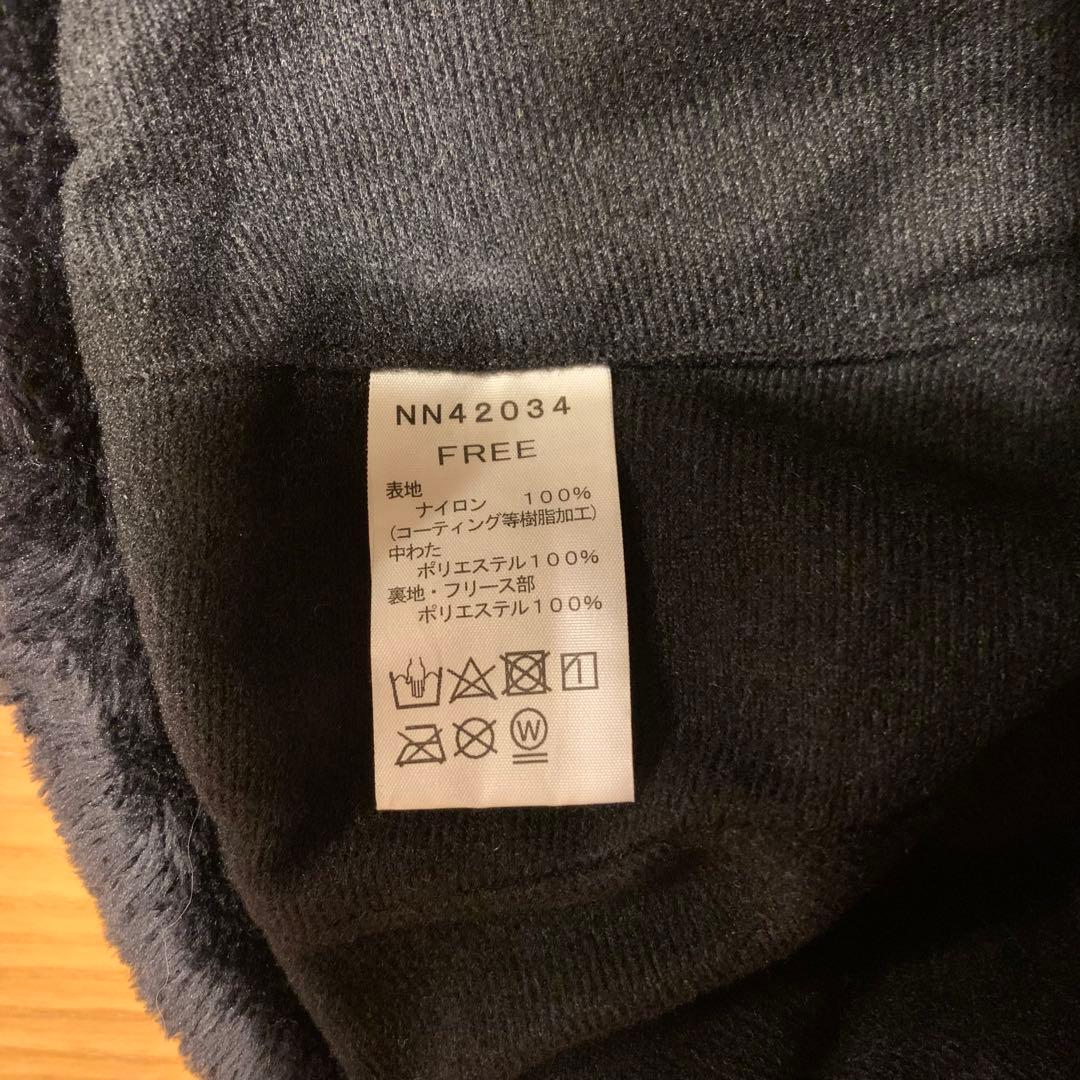 NN42034
FREE
表地
ナイロン 100%
(コーティング等樹脂加工)
中わた
ポリエステル100%
裏地・フリース部
ポリエステル100%
W